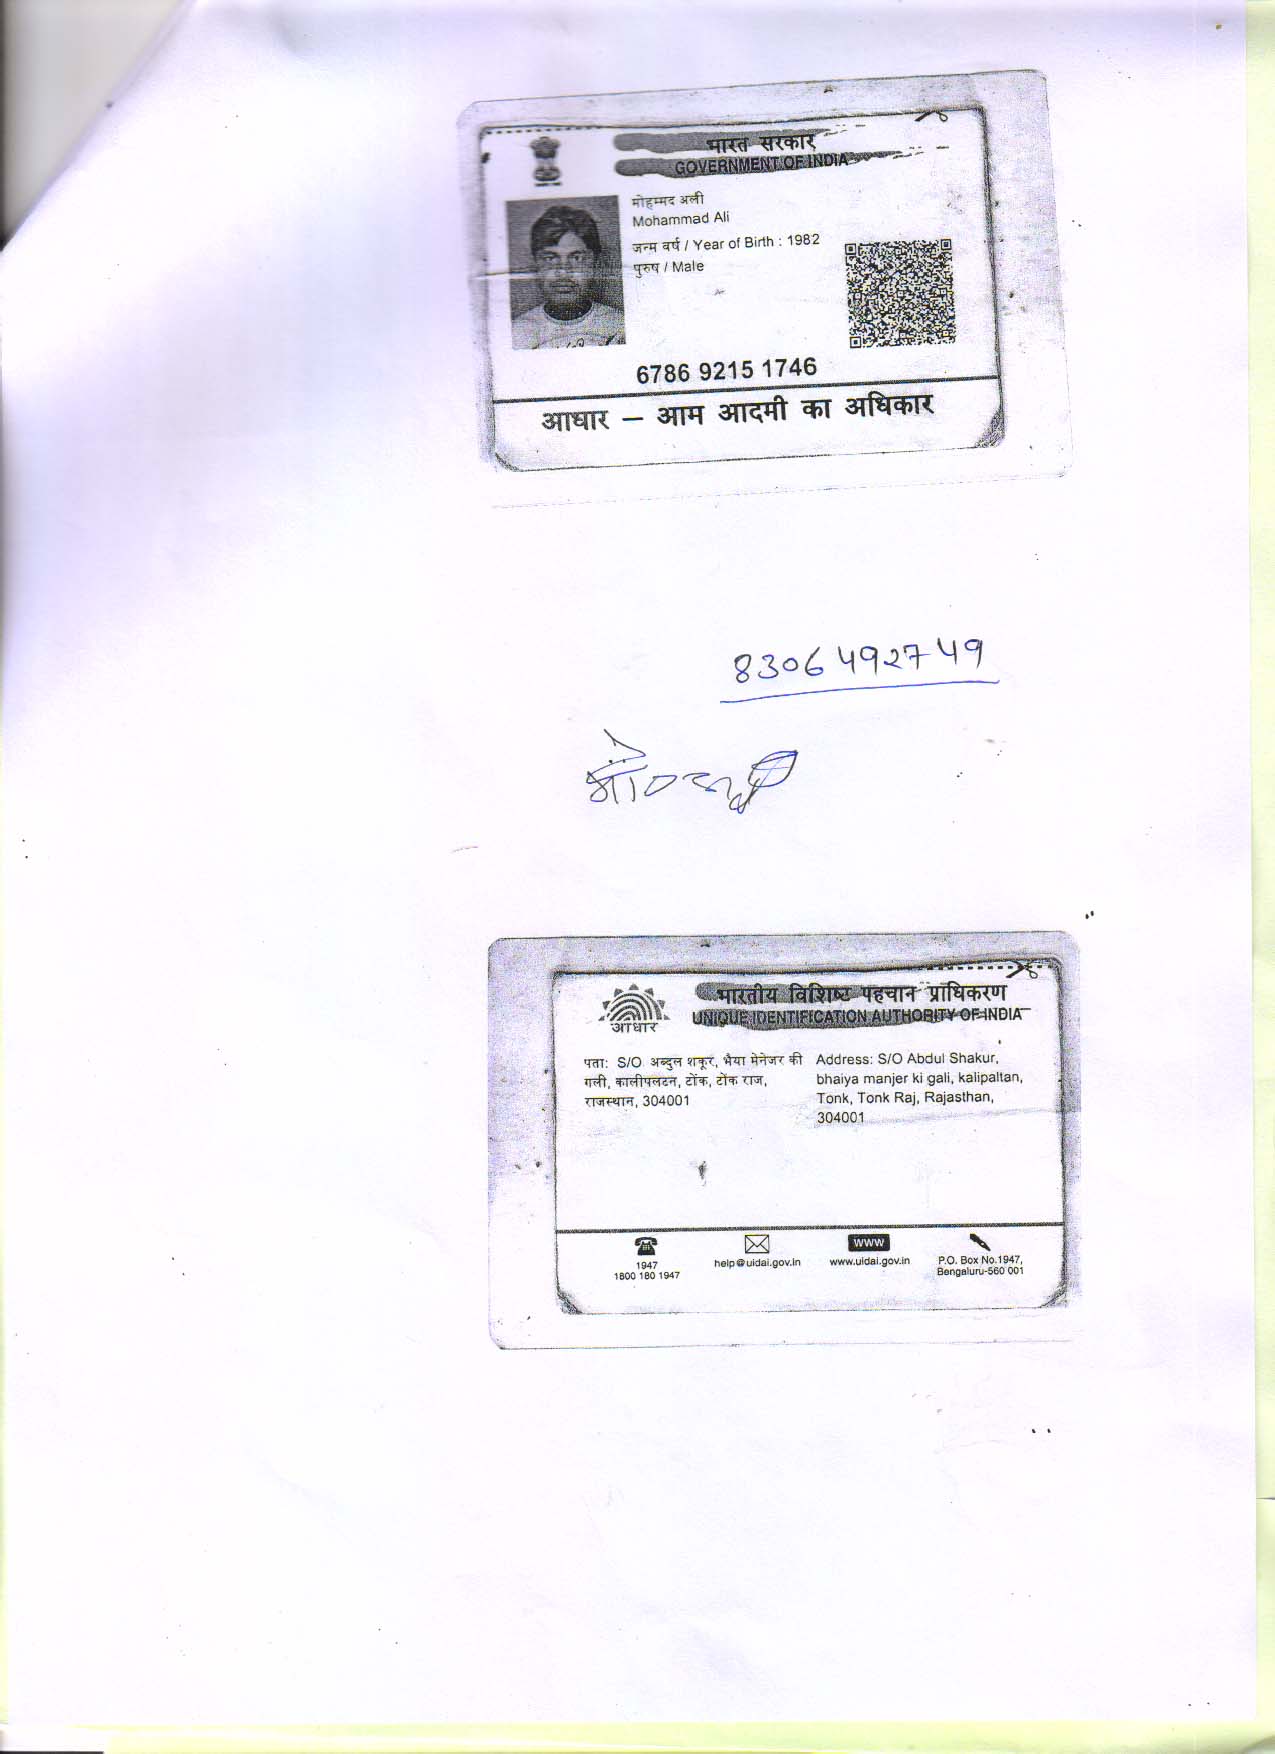 भारत सरकार
GOVERNMENT OF INDIA
मोहम्मद अली
Mohammad Ali
जन्म वर्ष / Year of Birth : 1982
पुरुष / Male
6786 9215 1746
आधार – आम आदमी का अधिकार
8306492749
भारतीय विशिष्ट पहचान प्राधिकरण
UNIQUE IDENTIFICATION AUTHORITY OF INDIA
आधार
पता: S/O अब्दुल शकूर, भैया मेनेजर की
गली, कालीपलटन, टोंक, टोंक राज,
राजस्थान, 304001
Address: S/O Abdul Shakur,
bhaiya manjer ki gali, kalipaltan,
Tonk, Tonk Raj, Rajasthan,
304001
1947
1800 180 1947
help@uidai.gov.in
www
www.uidai.gov.in
P.O. Box No.1947,
Bengaluru-560 001